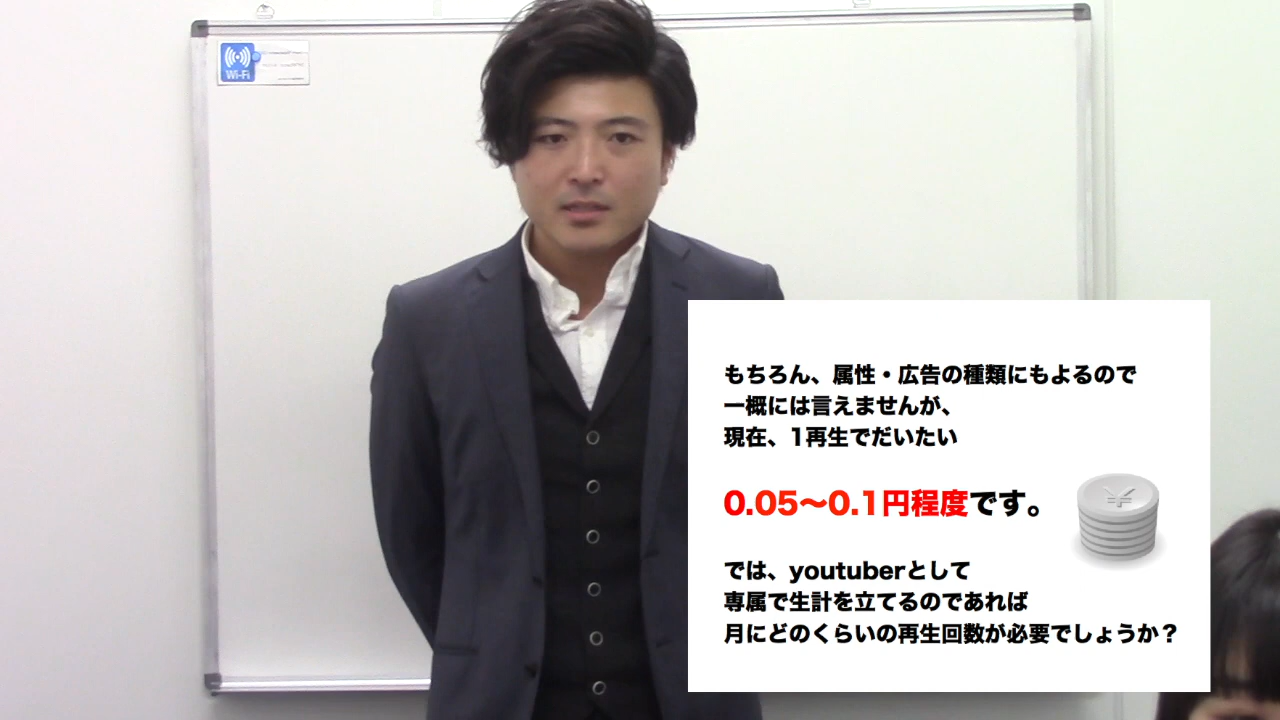 Wi-Fi
もちろん、属性・広告の種類にもよるので
一概には言えませんが、
現在、1再生でだいたい
0.05〜0.1円程度です。
では、youtuberとして
専属で生計を立てるのであれば
月にどのくらいの再生回数が必要でしょうか？